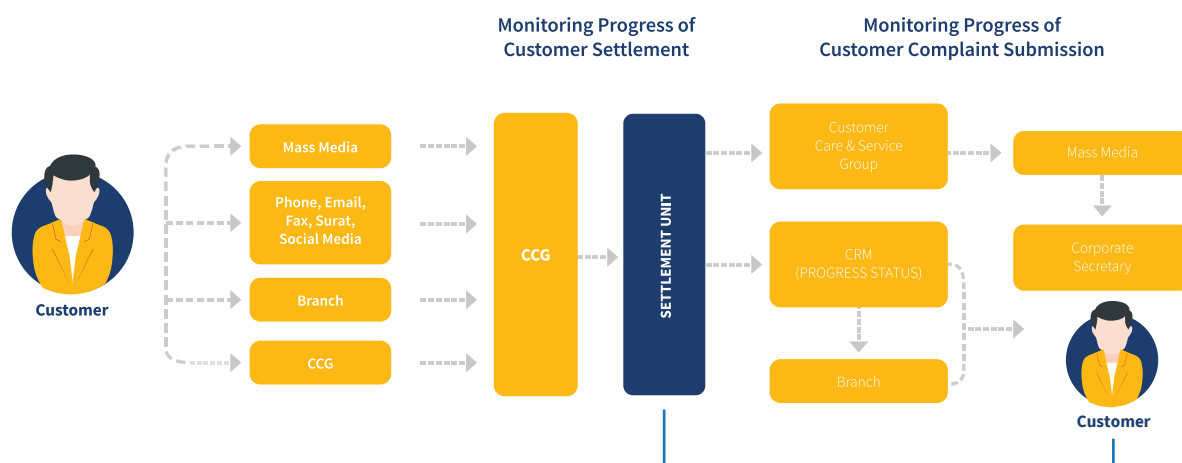 Monitoring Progress of
Customer Settlement
Monitoring Progress of
Customer Complaint Submission
Customer
Mass Media
Phone, Email,
Fax, Surat,
Social Media
Branch
CCG
CCG
SETTLEMENT UNIT
Customer
Care & Service
Group
CRM
(PROGRESS STATUS)
Branch
Mass Media
Corporate
Secretary
Customer